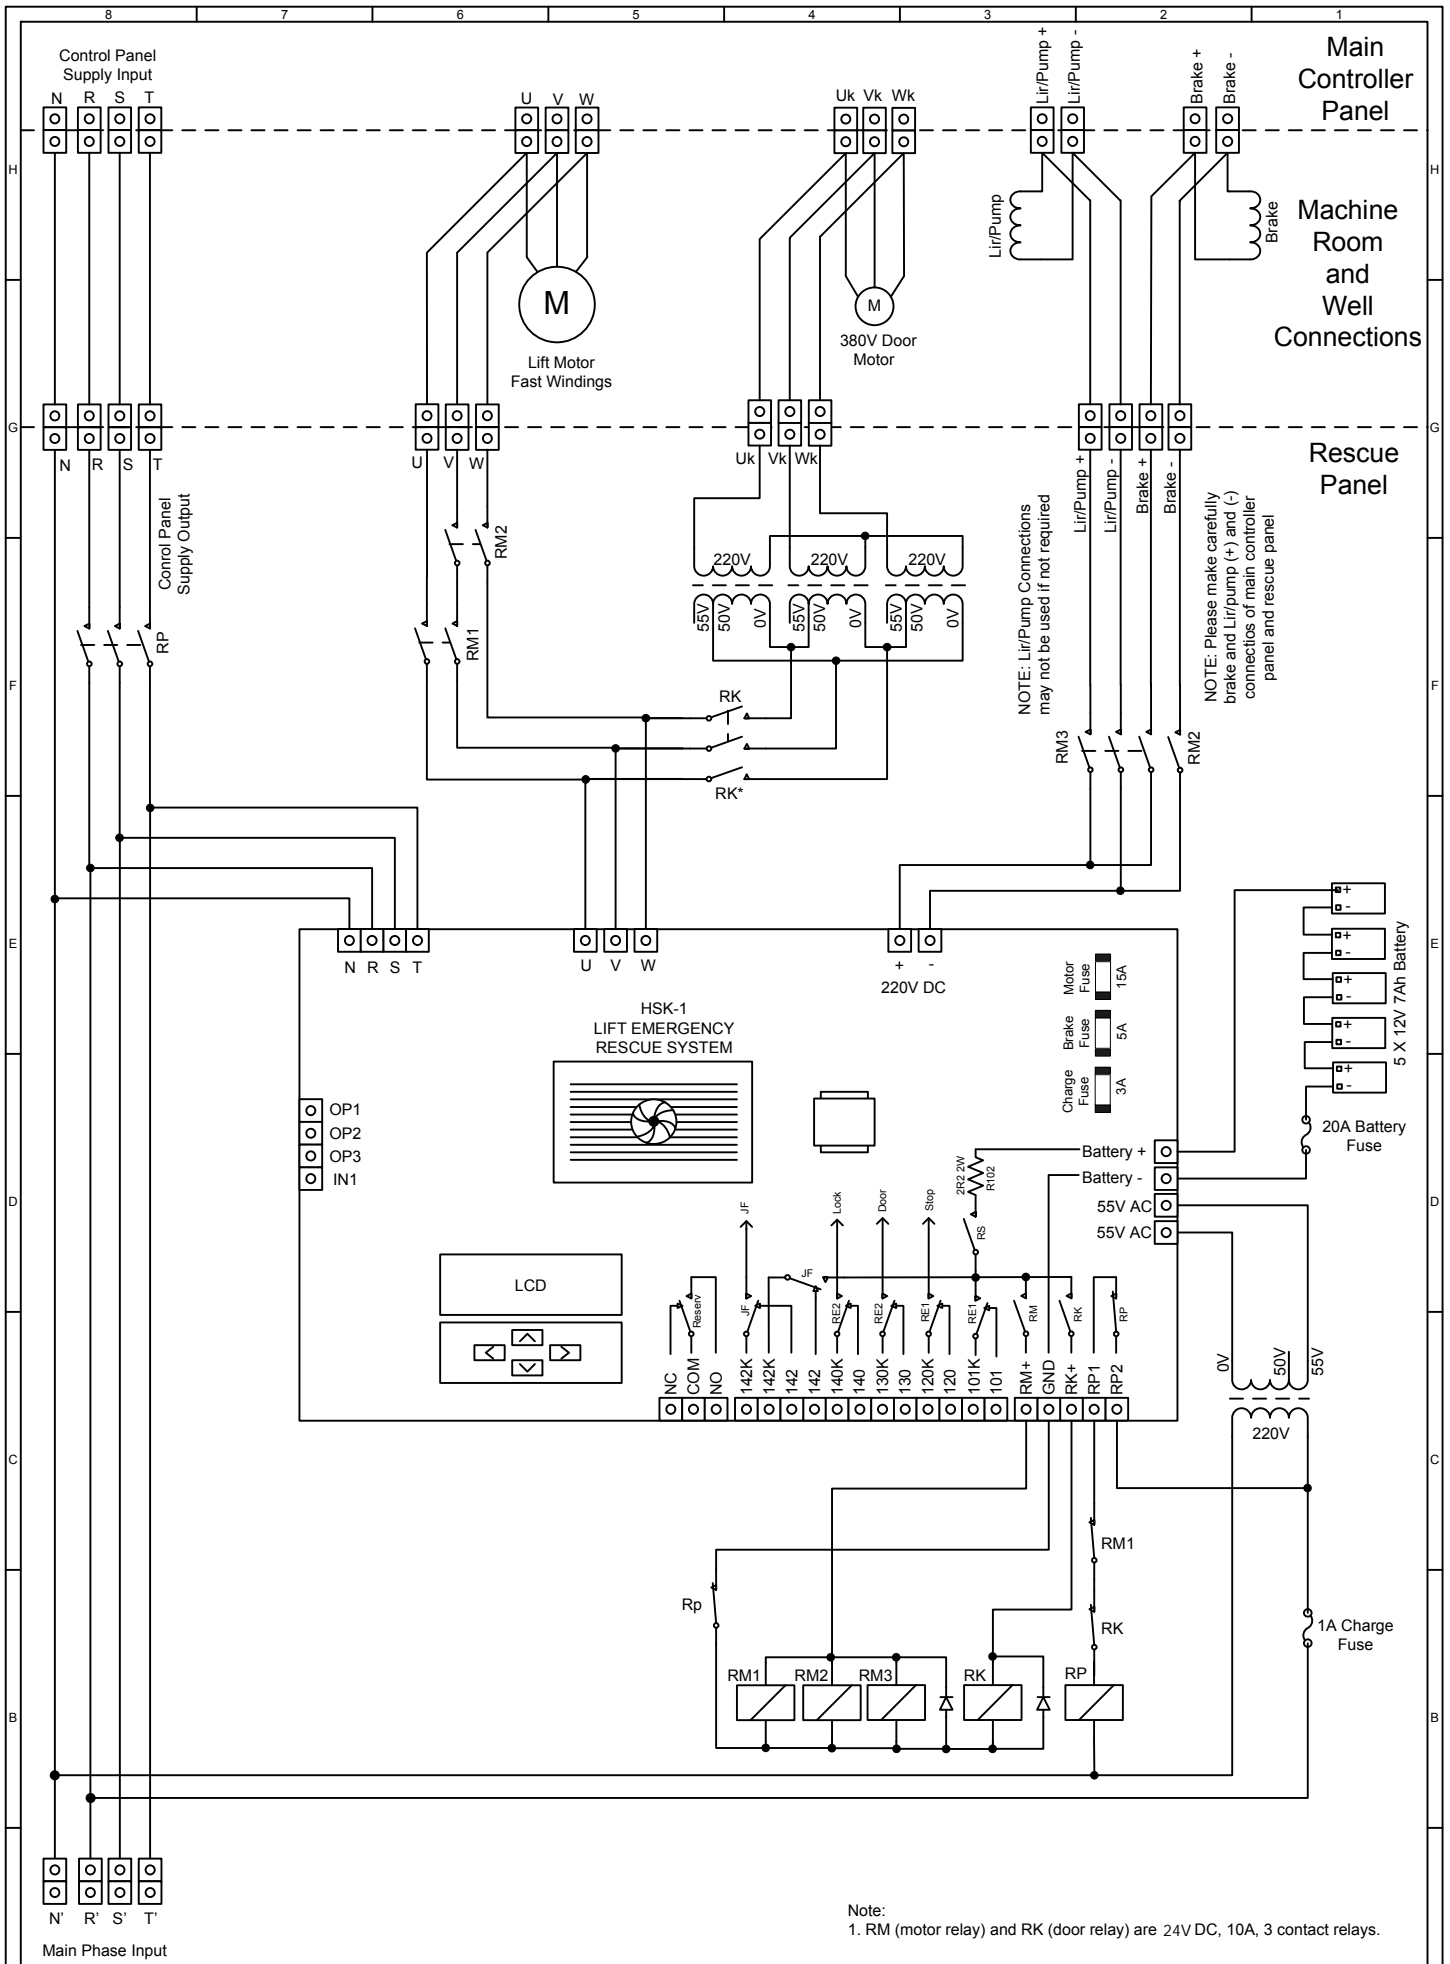 8 7 6 5 4 3 2 1
Control Panel
Supply Input
N R S T
U V W
Uk Vk Wk
Lir/Pump +
Lir/Pump -
Brake +
Brake -
Main
Controller
Panel
H H
Lir/Pump
Brake
Machine
Room
and
Well
Connections
M
Lift Motor
Fast Windings
M
380V Door
Motor
G G
N R S T
U V W
Uk Vk Wk
Lir/Pump +
Lir/Pump -
Brake +
Brake -
Rescue
Panel
Control Panel
Supply Output
RP
RM2
RM1
220V 220V 220V
55V 50V 0V 55V 50V 0V 55V 50V 0V
NOTE: Lir/Pump Connections
may not be used if not required
NOTE: Please make carefully
brake and Lir/pump (+) and (-)
connectios of main controller
panel and rescue panel
F F
RK
RK*
RM3
RM2
E E
N R S T
U V W
+ -
220V DC
HSK-1
LIFT EMERGENCY
RESCUE SYSTEM
Motor
Fuse
15A
Brake
Fuse
5A
Charge
Fuse
3A
+
-
+
-
+
-
+
-
+
-
5 X 12V 7Ah Battery
20A Battery
Fuse
OP1
OP2
OP3
IN1
D D
Battery +
Battery -
55V AC
55V AC
2R2 2W
R102
RS
JF Lock Door Stop
JF
LCD
Reserv JF RE2 RE2 RE1 RE1 RM RK RP
NC COM NO 142K 142K 142 142 140K 140 130K 130 120K 120 101K 101 RM+ GND RK+ RP1 RP2
0V 50V 55V
220V
C C
RM1
Rp
RK
1A Charge
Fuse
RM1 RM2 RM3 RK RP
B B
N' R' S' T'
Main Phase Input
Note:
1. RM (motor relay) and RK (door relay) are 24V DC, 10A, 3 contact relays.